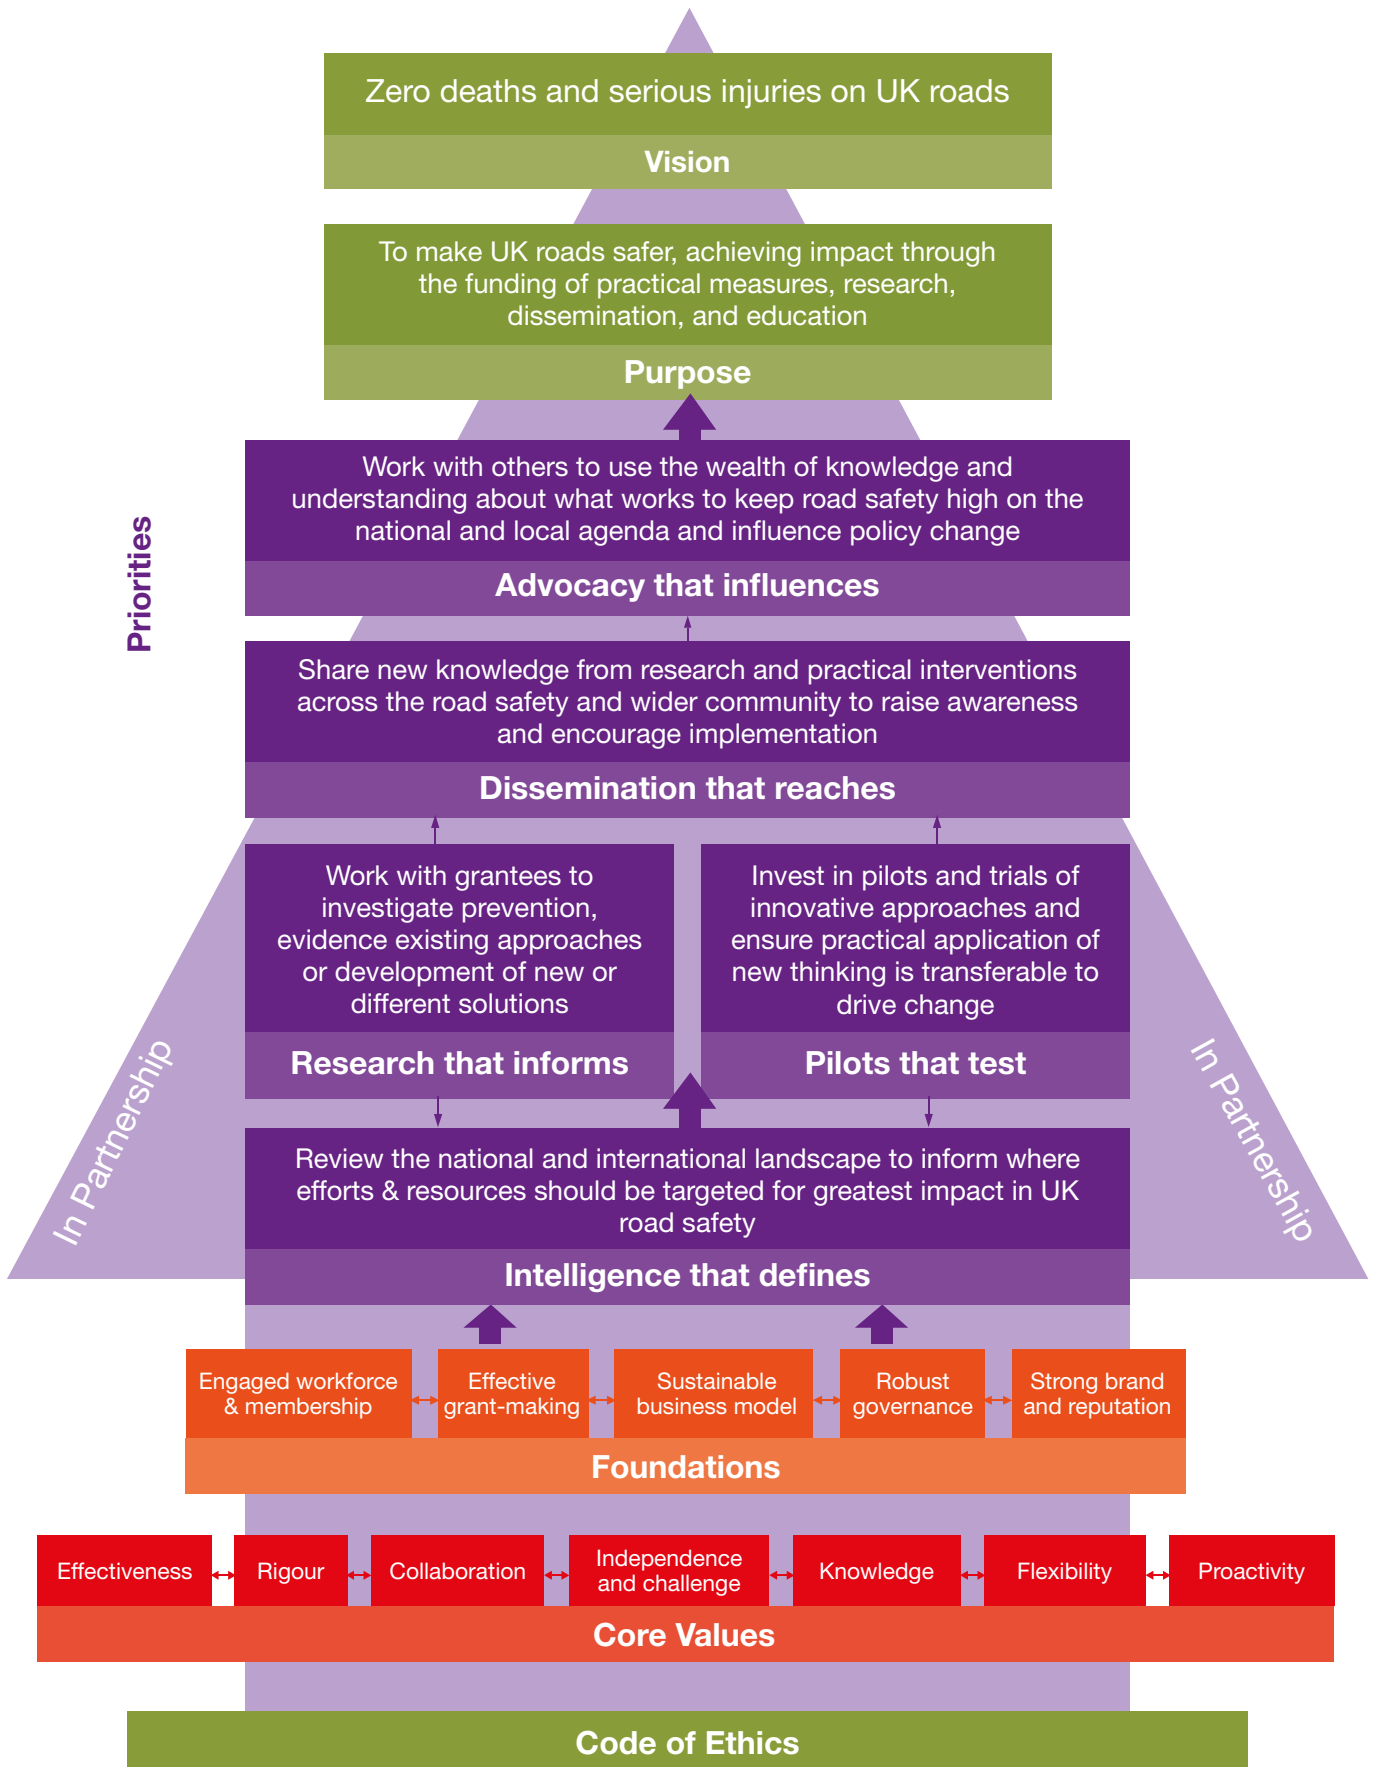 Zero deaths and serious injuries on UK roads
Vision
To make UK roads safer, achieving impact through
the funding of practical measures, research,
dissemination, and education
Purpose
Priorities
Work with others to use the wealth of knowledge and
understanding about what works to keep road safety high on the
national and local agenda and influence policy change
Advocacy that influences
Share new knowledge from research and practical interventions
across the road safety and wider community to raise awareness
and encourage implementation
Dissemination that reaches
Work with grantees to
investigate prevention,
evidence existing approaches
or development of new or
different solutions
Research that informs
Invest in pilots and trials of
innovative approaches and
ensure practical application of
new thinking is transferable to
drive change
Pilots that test
In Partnership
In Partnership
Review the national and international landscape to inform where
efforts & resources should be targeted for greatest impact in UK
road safety
Intelligence that defines
Engaged workforce
& membership
Effective
grant-making
Sustainable
business model
Robust
governance
Strong brand
and reputation
Foundations
Effectiveness
Rigour
Collaboration
Independence
and challenge
Knowledge
Flexibility
Proactivity
Core Values
Code of Ethics